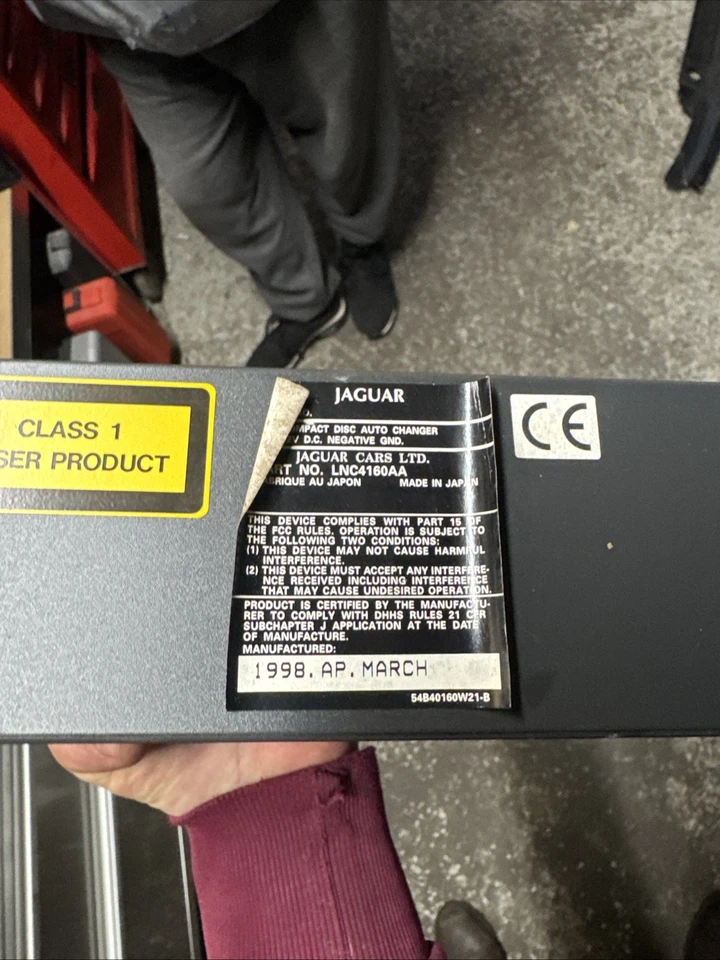 CLASS 1
SER PRODUCT
JAGUAR
MPACT DISC AUTO CHANGER
V D.C. NEGATIVE GND.
JAGUAR CARS LTD.
ART NO. LNC4160AA
ABRIQUE AU JAPON MADE IN JAPAN
THIS DEVICE COMPLIES WITH PART 15 OF
THE FCC RULES. OPERATION IS SUBJECT TO
THE FOLLOWING TWO CONDITIONS:
(1) THIS DEVICE MAY NOT CAUSE HARMFUL
INTERFERENCE.
(2) THIS DEVICE MUST ACCEPT ANY INTERFERE-
NCE RECEIVED INCLUDING INTERFERENCE
THAT MAY CAUSE UNDESIRED OPERATION.
PRODUCT IS CERTIFIED BY THE MANUFACTU-
RER TO COMPLY WITH DHHS RULES 21 CFR
SUBCHAPTER J APPLICATION AT THE DATE
OF MANUFACTURE.
MANUFACTURED:
1998. AP. MARCH
54B40160W21-B
CE